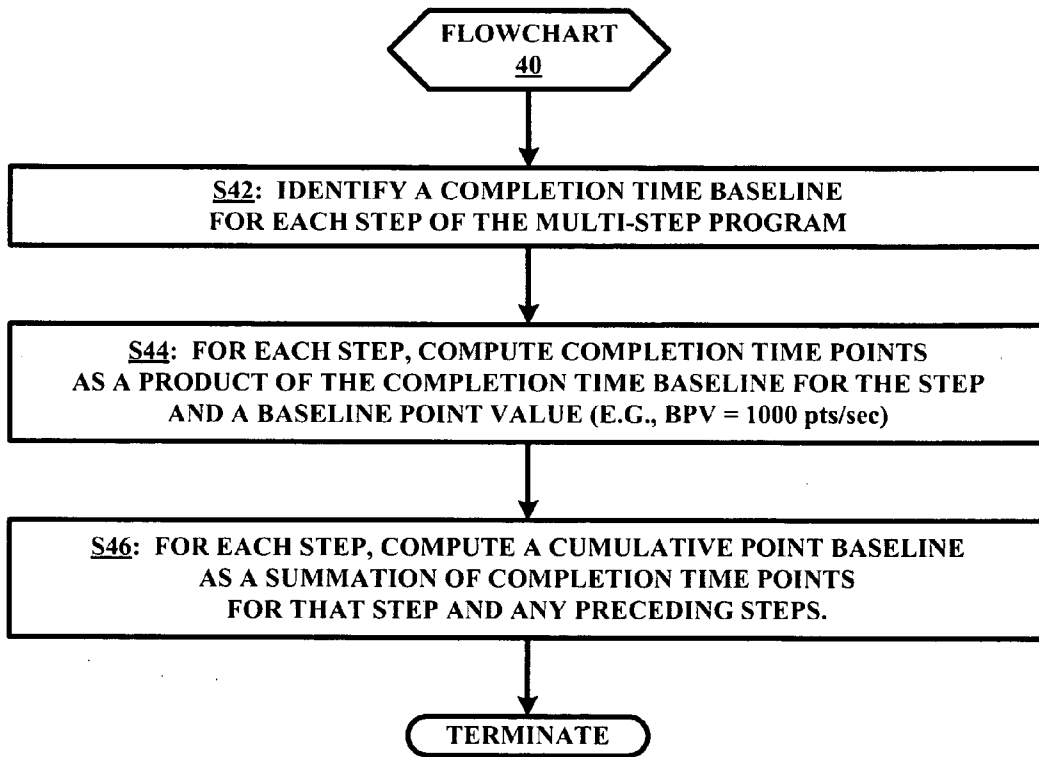 FLOWCHART
40
S42: IDENTIFY A COMPLETION TIME BASELINE
FOR EACH STEP OF THE MULTI-STEP PROGRAM
S44: FOR EACH STEP, COMPUTE COMPLETION TIME POINTS
AS A PRODUCT OF THE COMPLETION TIME BASELINE FOR THE STEP
AND A BASELINE POINT VALUE (E.G., BPV = 1000 pts/sec)
S46: FOR EACH STEP, COMPUTE A CUMULATIVE POINT BASELINE
AS A SUMMATION OF COMPLETION TIME POINTS
FOR THAT STEP AND ANY PRECEDING STEPS.
TERMINATE